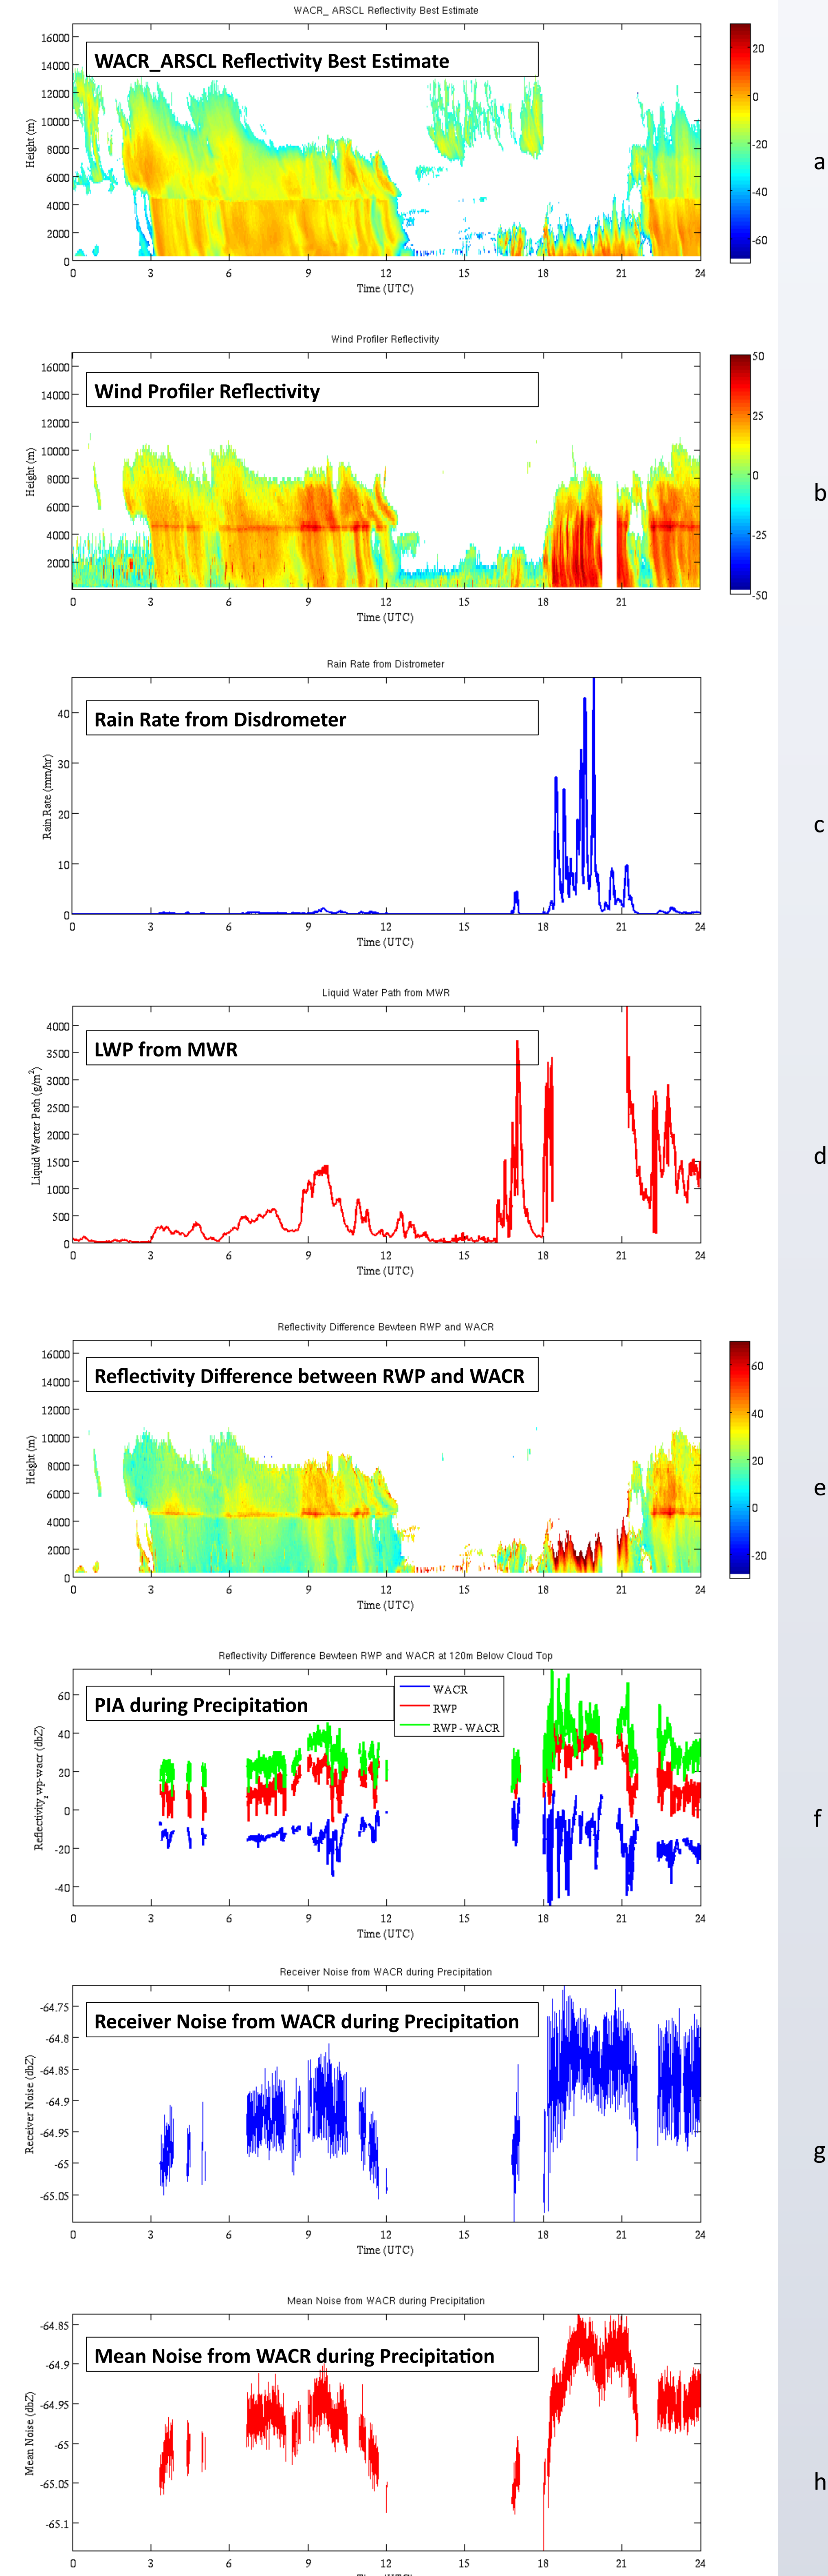 WACR_ ARSCL Reflectivity Best Estimate
WACR_ARSCL Reflectivity Best Estimate
16000
14000
12000
10000
8000
6000
4000
2000
0
Height (m)
0 3 6 9 12 15 18 21 24
Time (UTC)
20
0
-20
-40
-60
a
Wind Profiler Reflectivity
Wind Profiler Reflectivity
16000
14000
12000
10000
8000
6000
4000
2000
Height (m)
0 3 6 9 12 15 18 21 24
Time (UTC)
50
25
0
-25
-50
b
Rain Rate from Distrometer
Rain Rate from Disdrometer
40
30
20
10
0
Rain Rate (mm/hr)
0 3 6 9 12 15 18 21 24
Time (UTC)
c
Liquid Water Path from MWR
LWP from MWR
4000
3500
3000
2500
2000
1500
1000
500
0
Liquid Warter Path (g/m²)
0 3 6 9 12 15 18 21 24
Time (UTC)
d
Reflectivity Difference Bewteen RWP and WACR
Reflectivity Difference between RWP and WACR
16000
14000
12000
10000
8000
6000
4000
2000
0
Height (m)
0 3 6 9 12 15 18 21 24
Time (UTC)
60
40
20
0
-20
e
Reflectivity Difference Bewteen RWP and WACR at 120m Below Cloud Top
PIA during Precipitation
WACR
RWP
RWP - WACR
60
40
20
0
-20
-40
Reflectivity, wp-wacr (dbZ)
0 3 6 9 12 15 18 21 24
Time (UTC)
f
Receiver Noise from WACR during Precipitation
Receiver Noise from WACR during Precipitation
-64.75
-64.8
-64.85
-64.9
-64.95
-65
-65.05
Receiver Noise (dbZ)
0 3 6 9 12 15 18 21 24
Time (UTC)
g
Mean Noise from WACR during Precipitation
Mean Noise from WACR during Precipitation
-64.85
-64.9
-64.95
-65
-65.05
-65.1
Mean Noise (dbZ)
0 3 6 9 12 15 18 21 24
h